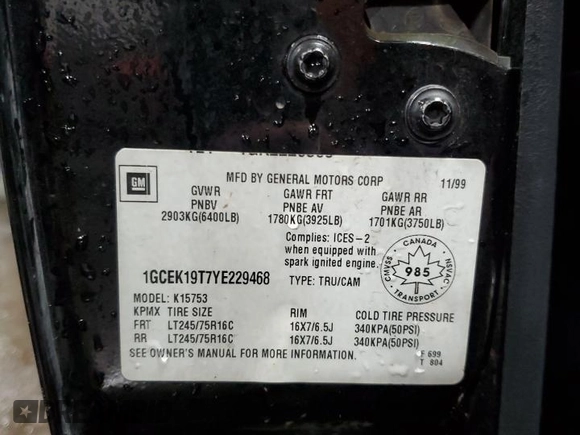 MFD BY GENERAL MOTORS CORP 11/99
GM
GVWR GAWR FRT GAWR RR
PNBV PNBE AV PNBE AR
2903KG(6400LB) 1780KG(3925LB) 1701KG(3750LB)
Complies: ICES-2
when equipped with
spark ignited engine.
CANADA
CMVSS 985 NSVAC
TRANSPORT
1GCEK19T7YE229468 TYPE: TRU/CAM
MODEL: K15753
KPMX TIRE SIZE RIM COLD TIRE PRESSURE
FRT LT245/75R16C 16X7/6.5J 340KPA(50PSI)
RR LT245/75R16C 16X7/6.5J 340KPA(50PSI)
SEE OWNER'S MANUAL FOR MORE INFORMATION.
F 699
T 804